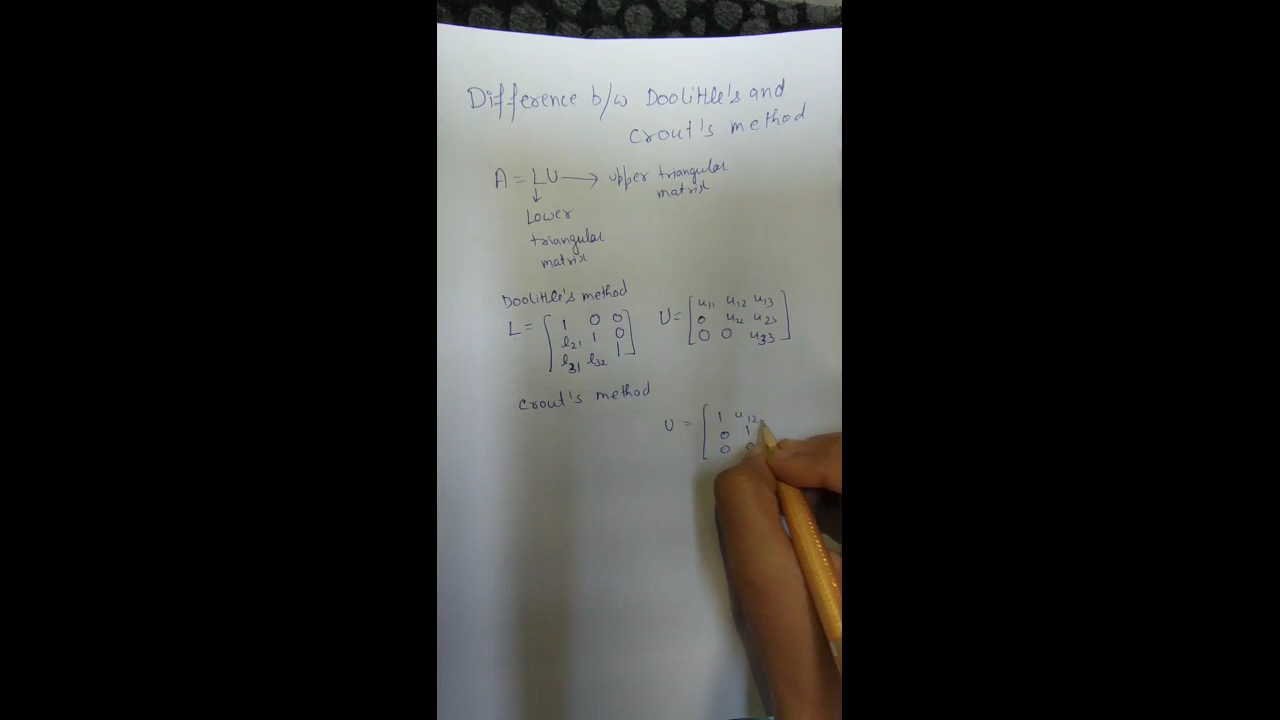 Difference b/w Doolittle's and
Crout's method
A = LU → upper triangular
matrix
↓
Lower
triangular
matrix
Doolittle's method
L = [ 1 0 0 U = [ u11 u12 u13
l21 1 0 0 u22 u23
l31 l32 1 ] 0 0 u33 ]
Crout's method
U = [ 1 u12
0 1
0 0